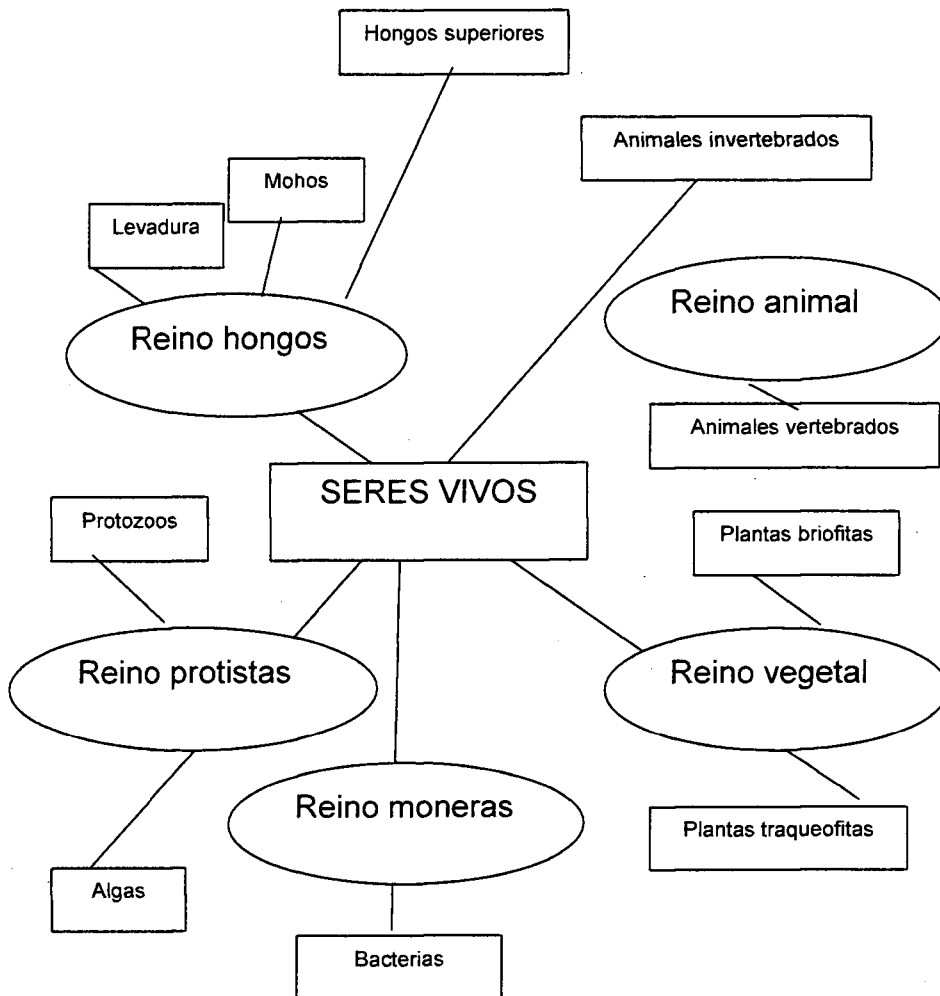 Hongos superiores
Animales invertebrados
Mohos
Levadura
Reino animal
Reino hongos
Animales vertebrados
SERES VIVOS
Protozoos
Plantas briofitas
Reino protistas
Reino vegetal
Reino moneras
Plantas traqueofitas
Algas
Bacterias